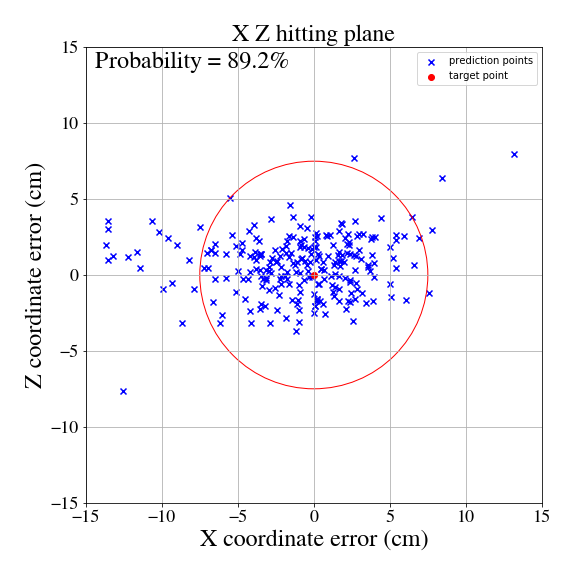 X Z hitting plane
Probability = 89.2%
prediction points
target point
15
10
5
0
−5
−10
−15
Z coordinate error (cm)
−15
−10
−5
0
5
10
15
X coordinate error (cm)